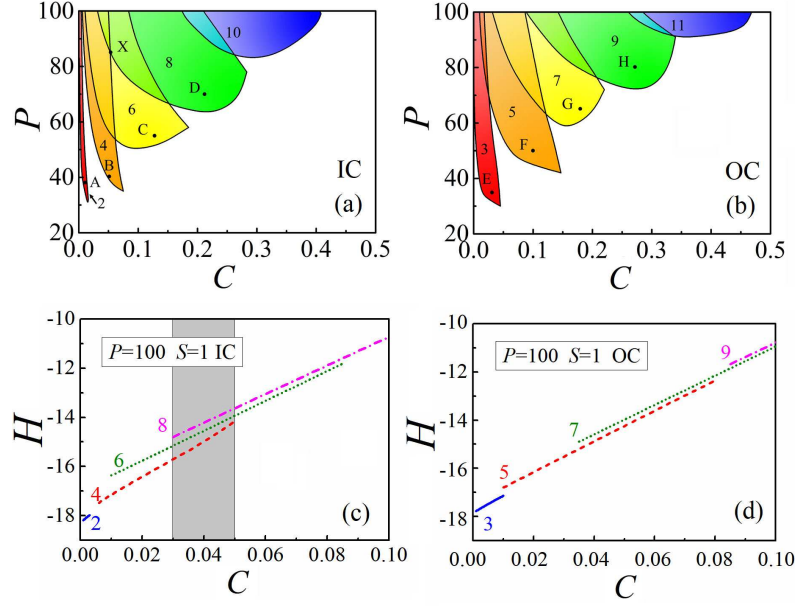 100
80
60
40
20
P
X
10
8
6
4
D
C
B
A
2
IC
(a)
0.0 0.1 0.2 0.3 0.4 0.5
C
100
80
60
40
20
P
11
9
7
5
3
H
G
F
E
OC
(b)
0.0 0.1 0.2 0.3 0.4 0.5
C
-10
-12
-14
-16
-18
H
P=100 S=1 IC
8
6
4
2
(c)
0.00 0.02 0.04 0.06 0.08 0.10
C
-10
-12
-14
-16
-18
H
P=100 S=1 OC
9
7
5
3
(d)
0.00 0.02 0.04 0.06 0.08 0.10
C